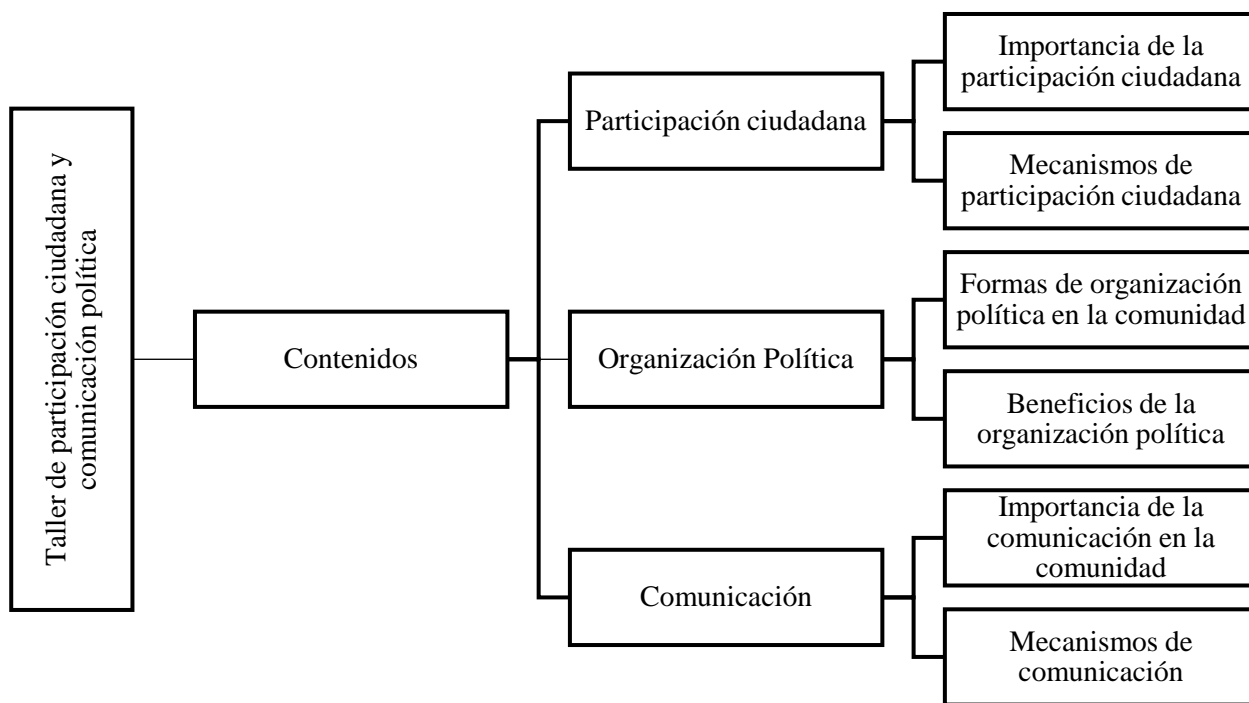 Taller de participación ciudadana y
comunicación política
Contenidos
Participación ciudadana
Importancia de la
participación ciudadana
Mecanismos de
participación ciudadana
Organización Política
Formas de organización
política en la comunidad
Beneficios de la
organización política
Comunicación
Importancia de la
comunicación en la
comunidad
Mecanismos de
comunicación